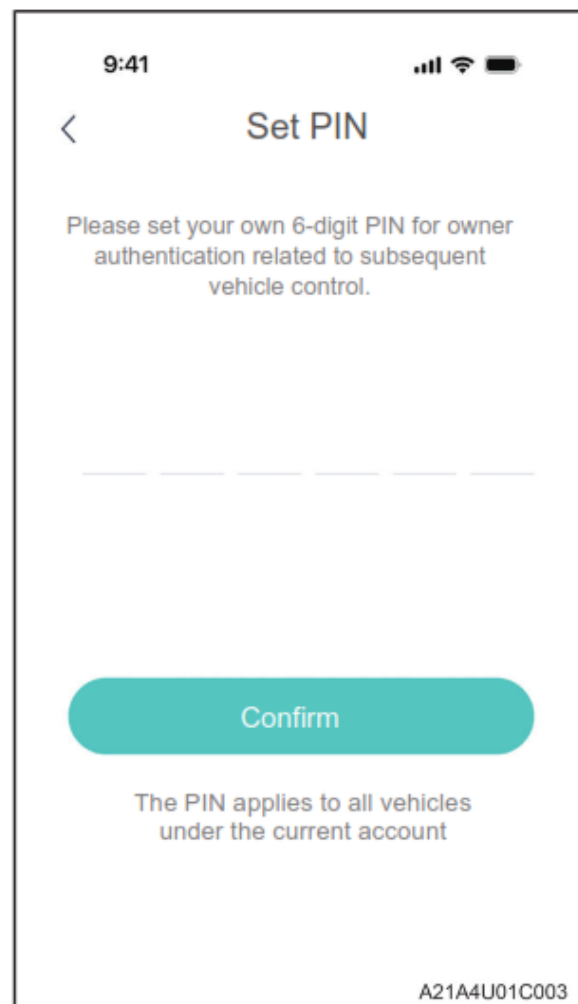 9:41
Set PIN
Please set your own 6-digit PIN for owner
authentication related to subsequent
vehicle control.
Confirm
The PIN applies to all vehicles
under the current account
A21A4U01C003